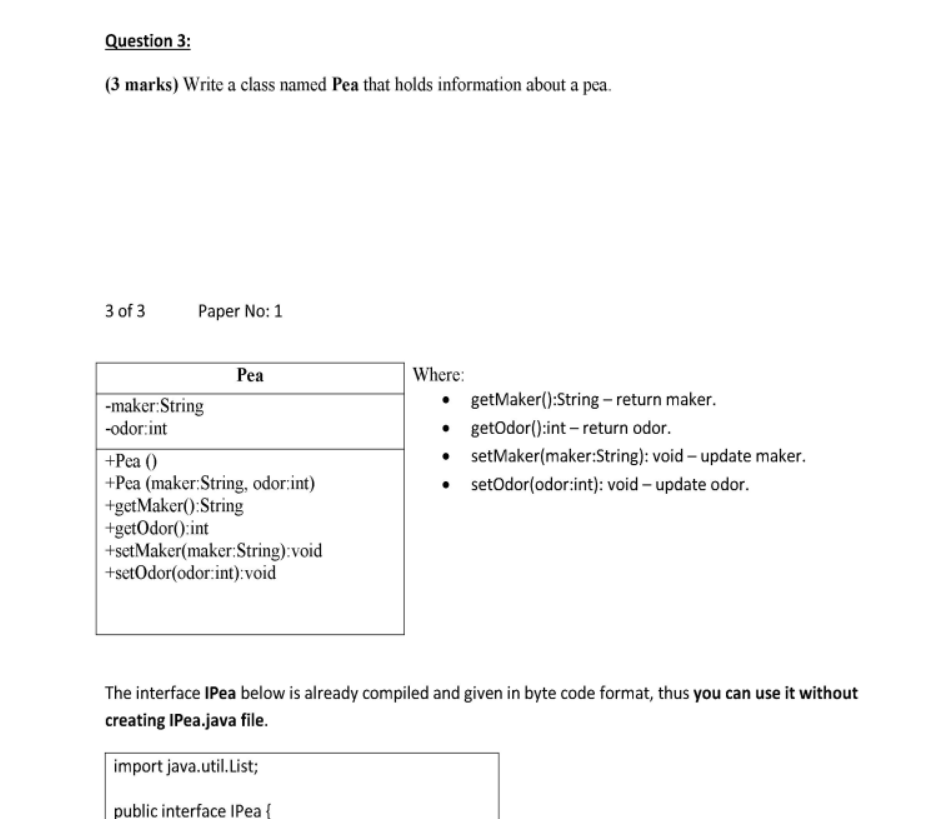 Question 3:
(3 marks) Write a class named Pea that holds information about a pea.
3 of 3 Paper No: 1
Pea
-maker:String
-odor:int
+Pea ()
+Pea (maker:String, odor:int)
+getMaker():String
+getOdor():int
+setMaker(maker:String):void
+setOdor(odor:int):void
Where:
• getMaker():String – return maker.
• getOdor():int – return odor.
• setMaker(maker:String): void – update maker.
• setOdor(odor:int): void – update odor.
The interface IPea below is already compiled and given in byte code format, thus you can use it without
creating IPea.java file.
import java.util.List;
public interface IPea {